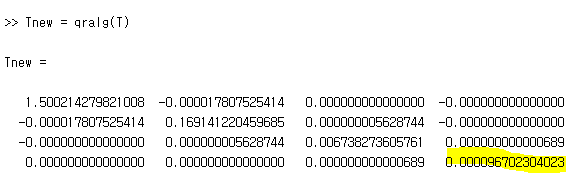 >> Tnew = qralg(T)
Tnew =
1.500214279821008 -0.000017807525414 0.000000000000000 -0.000000000000000
-0.000017807525414 0.169141220459685 0.000000005628744 -0.000000000000000
-0.000000000000000 0.000000005628744 0.006738273605761 0.000000000000689
0.000000000000000 0.000000000000000 0.000000000000689 0.000096702304023